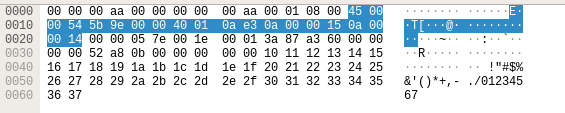 0000 00 00 00 aa 00 00 00 00 00 aa 00 01 08 00 45 00 ········ ······E·
0010 00 54 5b 9e 00 00 40 01 0a e3 0a 00 00 15 0a 00 ·T[···@· ········
0020 00 14 00 00 05 7e 00 1e 00 01 3a 87 a3 60 00 00 ·····~·· ··:··`··
0030 00 00 52 a8 0b 00 00 00 00 00 10 11 12 13 14 15 ··R····· ········
0040 16 17 18 19 1a 1b 1c 1d 1e 1f 20 21 22 23 24 25 ········ ·· !"#$%
0050 26 27 28 29 2a 2b 2c 2d 2e 2f 30 31 32 33 34 35 &'()*+,- ./012345
0060 36 37 67